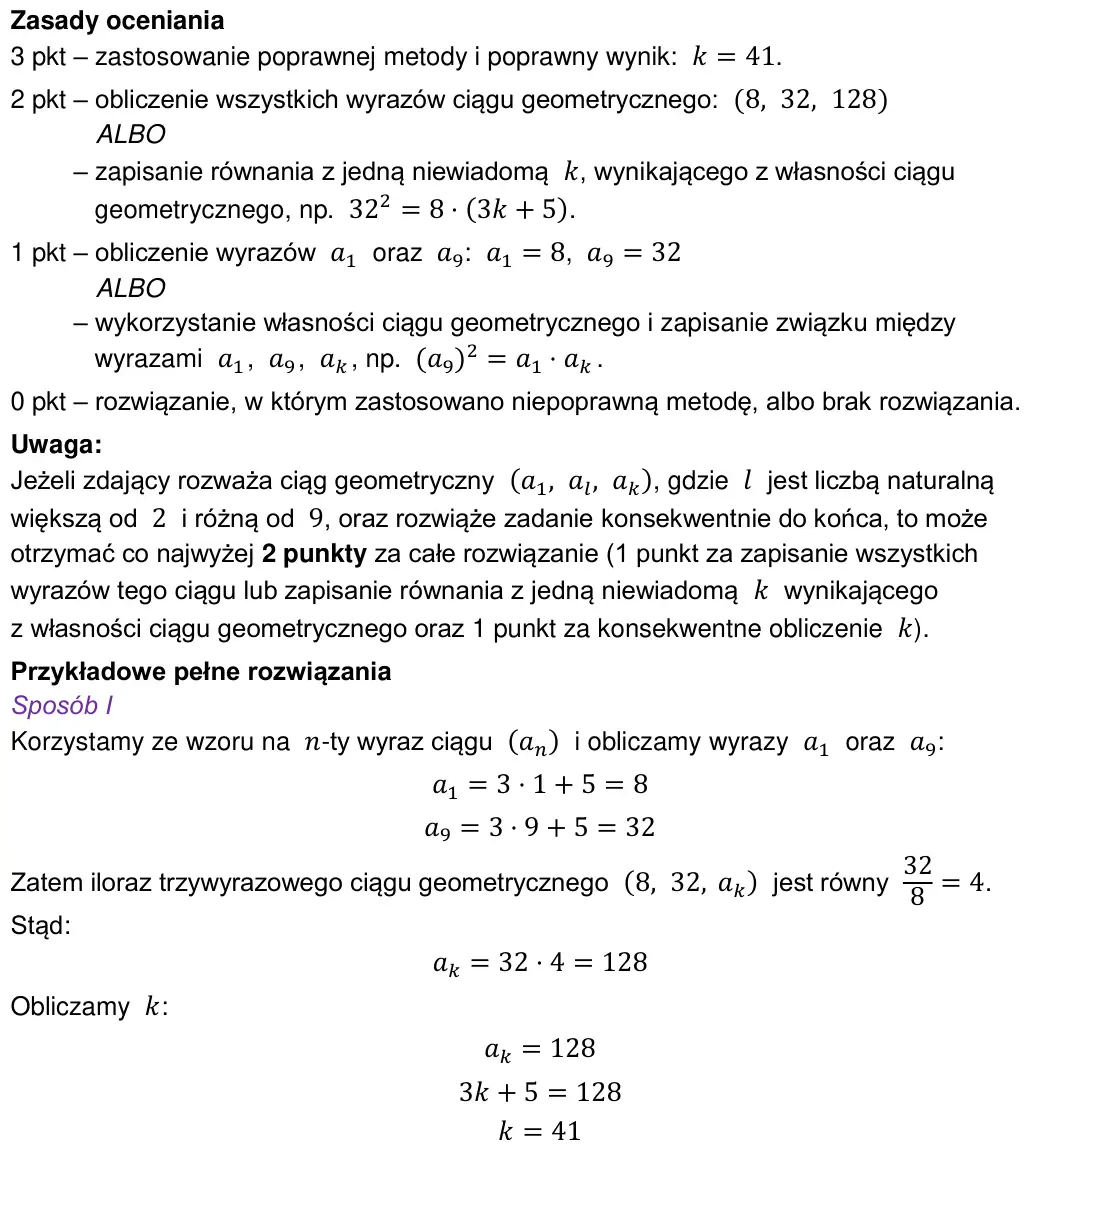 Zasady oceniania
3 pkt – zastosowanie poprawnej metody i poprawny wynik: k = 41.
2 pkt – obliczenie wszystkich wyrazów ciągu geometrycznego: (8, 32, 128)
ALBO
– zapisanie równania z jedną niewiadomą k, wynikającego z własności ciągu
geometrycznego, np. 32² = 8 · (3k + 5).
1 pkt – obliczenie wyrazów a₁ oraz a₉: a₁ = 8, a₉ = 32
ALBO
– wykorzystanie własności ciągu geometrycznego i zapisanie związku między
wyrazami a₁, a₉, aₖ, np. (a₉)² = a₁ · aₖ.
0 pkt – rozwiązanie, w którym zastosowano niepoprawną metodę, albo brak rozwiązania.
Uwaga:
Jeżeli zdający rozważa ciąg geometryczny (a₁, aₗ, aₖ), gdzie l jest liczbą naturalną
większą od 2 i różną od 9, oraz rozwiąże zadanie konsekwentnie do końca, to może
otrzymać co najwyżej 2 punkty za całe rozwiązanie (1 punkt za zapisanie wszystkich
wyrazów tego ciągu lub zapisanie równania z jedną niewiadomą k wynikającego
z własności ciągu geometrycznego oraz 1 punkt za konsekwentne obliczenie k).
Przykładowe pełne rozwiązania
Sposób I
Korzystamy ze wzoru na n-ty wyraz ciągu (aₙ) i obliczamy wyrazy a₁ oraz a₉:
a₁ = 3 · 1 + 5 = 8
a₉ = 3 · 9 + 5 = 32
Zatem iloraz trzywyrazowego ciągu geometrycznego (8, 32, aₖ) jest równy 32/8 = 4.
Stąd:
aₖ = 32 · 4 = 128
Obliczamy k:
aₖ = 128
3k + 5 = 128
k = 41